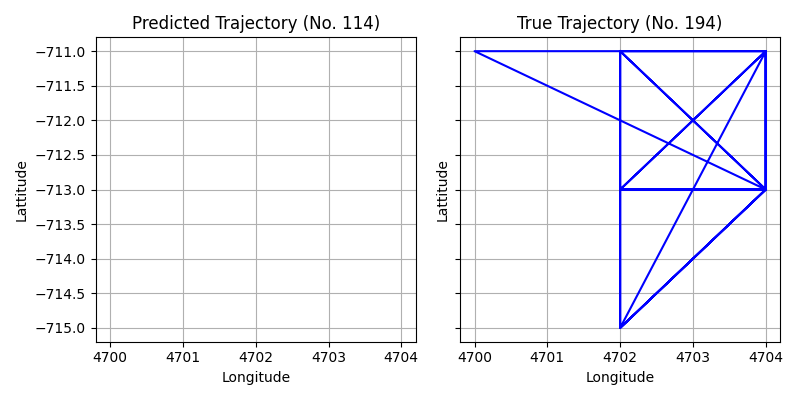 Predicted Trajectory (No. 114)
True Trajectory (No. 194)
−711.0
−711.5
−712.0
−712.5
−713.0
−713.5
−714.0
−714.5
−715.0
Lattitude
Lattitude
4700 4701 4702 4703 4704
4700 4701 4702 4703 4704
Longitude
Longitude